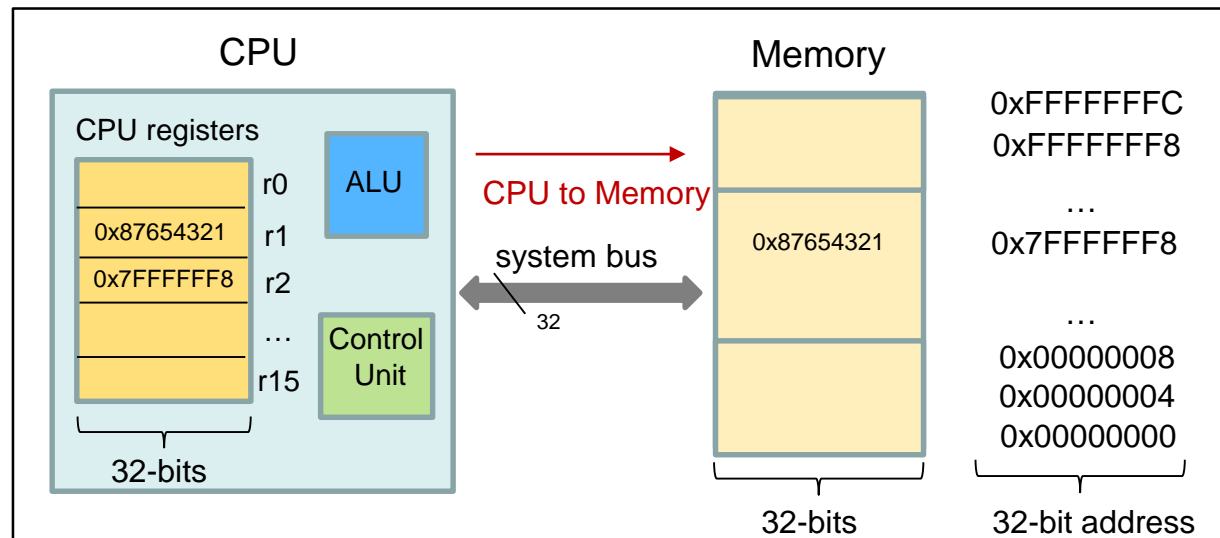 CPU
Memory
CPU registers
r0
0x87654321
r1
0x7FFFFFF8
r2
…
r15
32-bits
ALU
Control
Unit
CPU to Memory
system bus
32
0x87654321
32-bits
0xFFFFFFFC
0xFFFFFFF8
…
0x7FFFFFF8
…
0x00000008
0x00000004
0x00000000
32-bit address